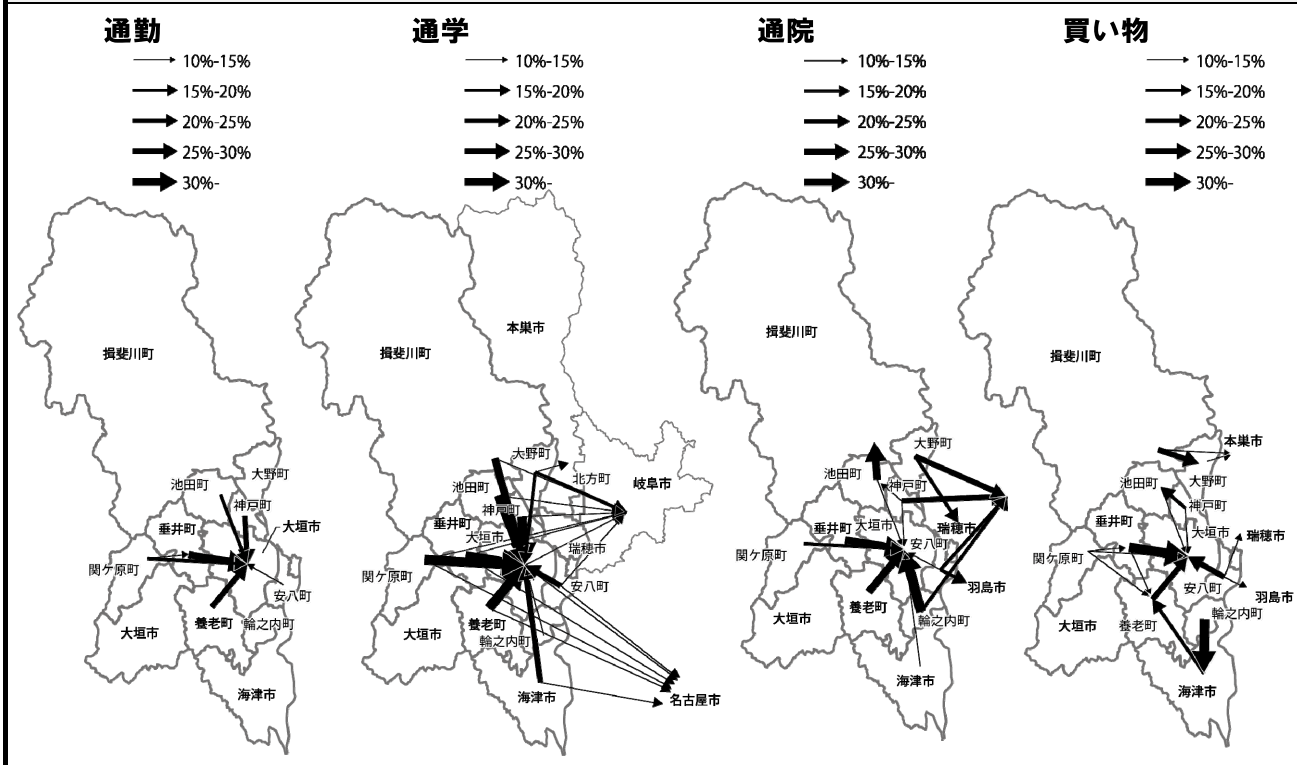 通勤
10%-15%
15%-20%
20%-25%
25%-30%
30%-
揖斐川町
大野町
池田町
神戸町
大垣市
垂井町
関ケ原町
安八町
大垣市
養老町
輪之内町
海津市
通学
10%-15%
15%-20%
20%-25%
25%-30%
30%-
本巣市
揖斐川町
大野町
北方町
岐阜市
池田町
神戸町
垂井町
大垣市
瑞穂市
関ケ原町
安八町
大垣市
養老町
輪之内町
海津市
名古屋市
通院
10%-15%
15%-20%
20%-25%
25%-30%
30%-
揖斐川町
大野町
池田町
神戸町
垂井町
大垣市
瑞穂市
安八町
関ケ原町
羽島市
養老町
輪之内町
大垣市
海津市
買い物
10%-15%
15%-20%
20%-25%
25%-30%
30%-
揖斐川町
本巣市
池田町
大野町
神戸町
垂井町
大垣市
瑞穂市
関ケ原町
安八町
羽島市
輪之内町
大垣市
養老町
海津市